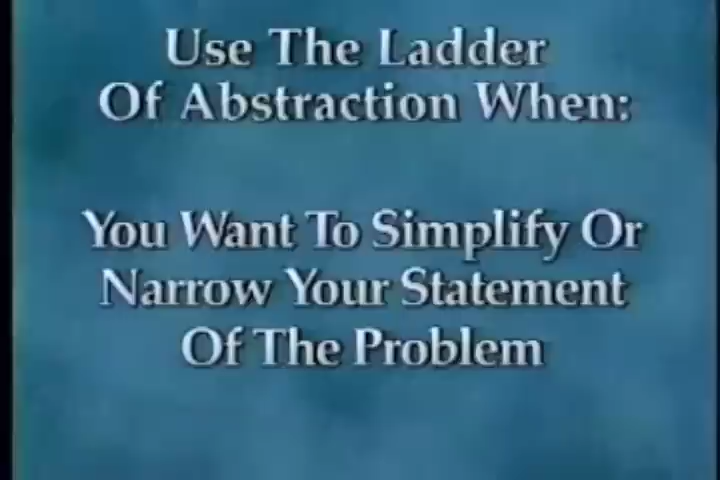 Use The Ladder
Of Abstraction When:
You Want To Simplify Or
Narrow Your Statement
Of The Problem